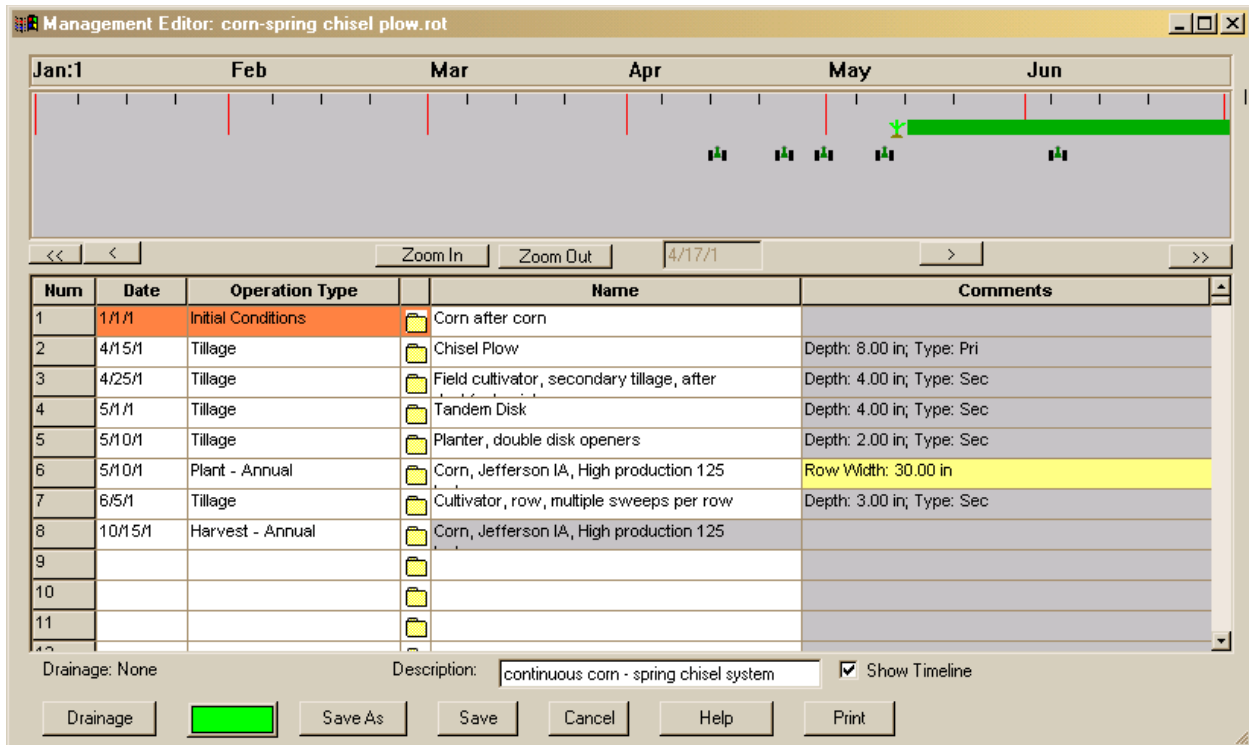 Management Editor: corn-spring chisel plow.rot
Jan:1 Feb Mar Apr May Jun
<< < Zoom In Zoom Out 4/17/1 > >>
Num Date Operation Type Name Comments
1 1/1/1 Initial Conditions Corn after corn
2 4/15/1 Tillage Chisel Plow Depth: 8.00 in; Type: Pri
3 4/25/1 Tillage Field cultivator, secondary tillage, after Depth: 4.00 in; Type: Sec
4 5/1/1 Tillage Tandem Disk Depth: 4.00 in; Type: Sec
5 5/10/1 Tillage Planter, double disk openers Depth: 2.00 in; Type: Sec
6 5/10/1 Plant - Annual Corn, Jefferson IA, High production 125 Row Width: 30.00 in
7 6/5/1 Tillage Cultivator, row, multiple sweeps per row Depth: 3.00 in; Type: Sec
8 10/15/1 Harvest - Annual Corn, Jefferson IA, High production 125
9
10
11
Drainage: None Description: continuous corn - spring chisel system Show Timeline
Drainage Save As Save Cancel Help Print